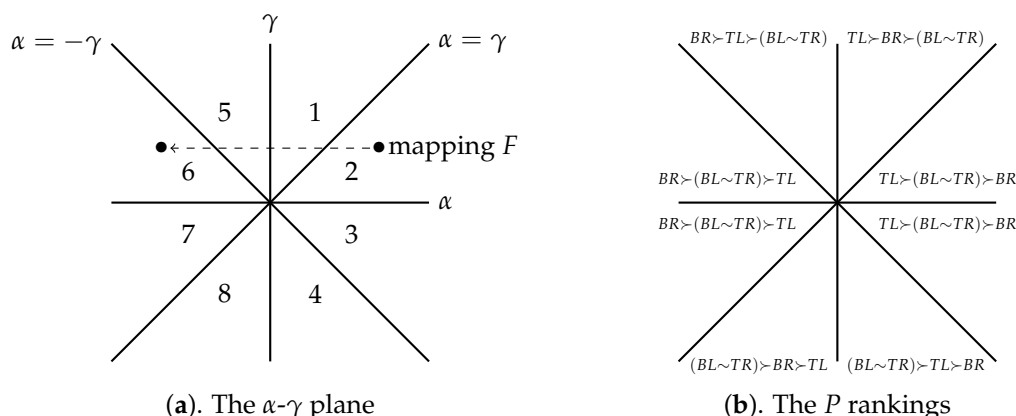 γ
α = −γ
α = γ
5
1
mapping F
6
2
α
7
3
8
4
(a). The α-γ plane
BR≻TL≻(BL∼TR)
TL≻BR≻(BL∼TR)
BR≻(BL∼TR)≻TL
TL≻(BL∼TR)≻BR
BR≻(BL∼TR)≻TL
TL≻(BL∼TR)≻BR
(BL∼TR)≻BR≻TL
(BL∼TR)≻TL≻BR
(b). The P rankings